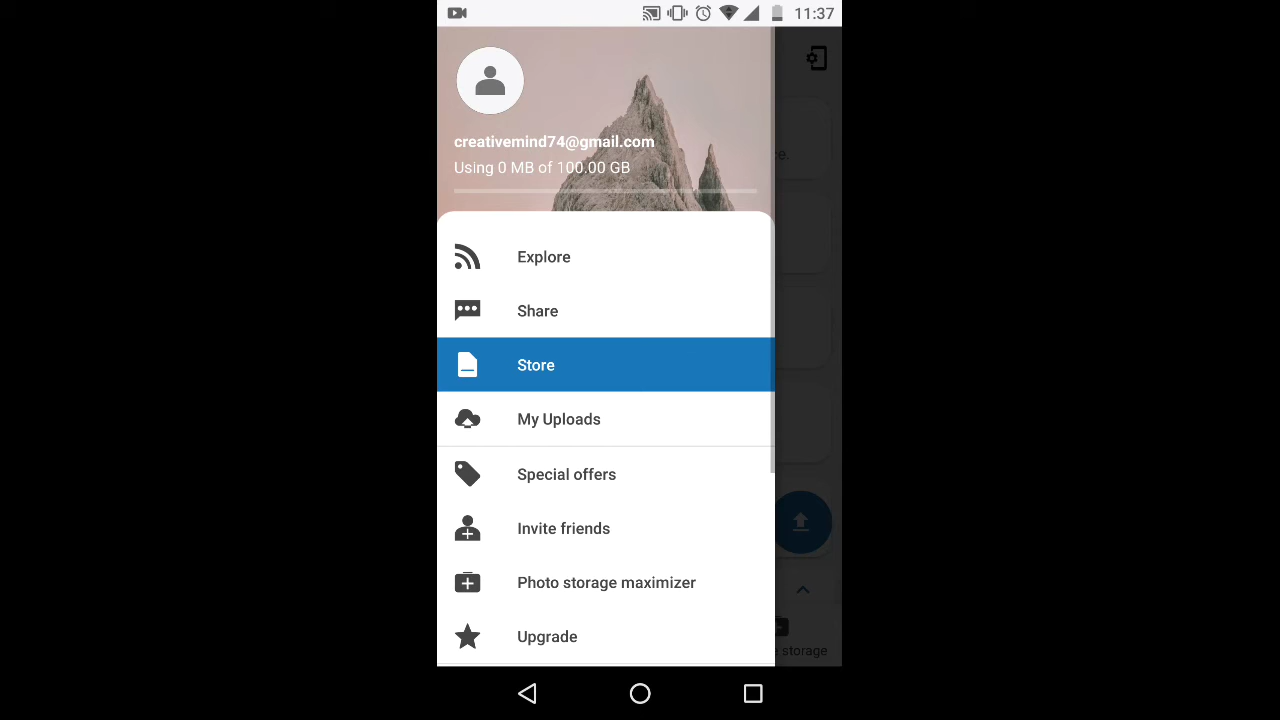 11:37
creativemind74@gmail.com
Using 0 MB of 100.00 GB
e.
Explore
Share
Store
My Uploads
Special offers
Invite friends
Photo storage maximizer
Upgrade
storage